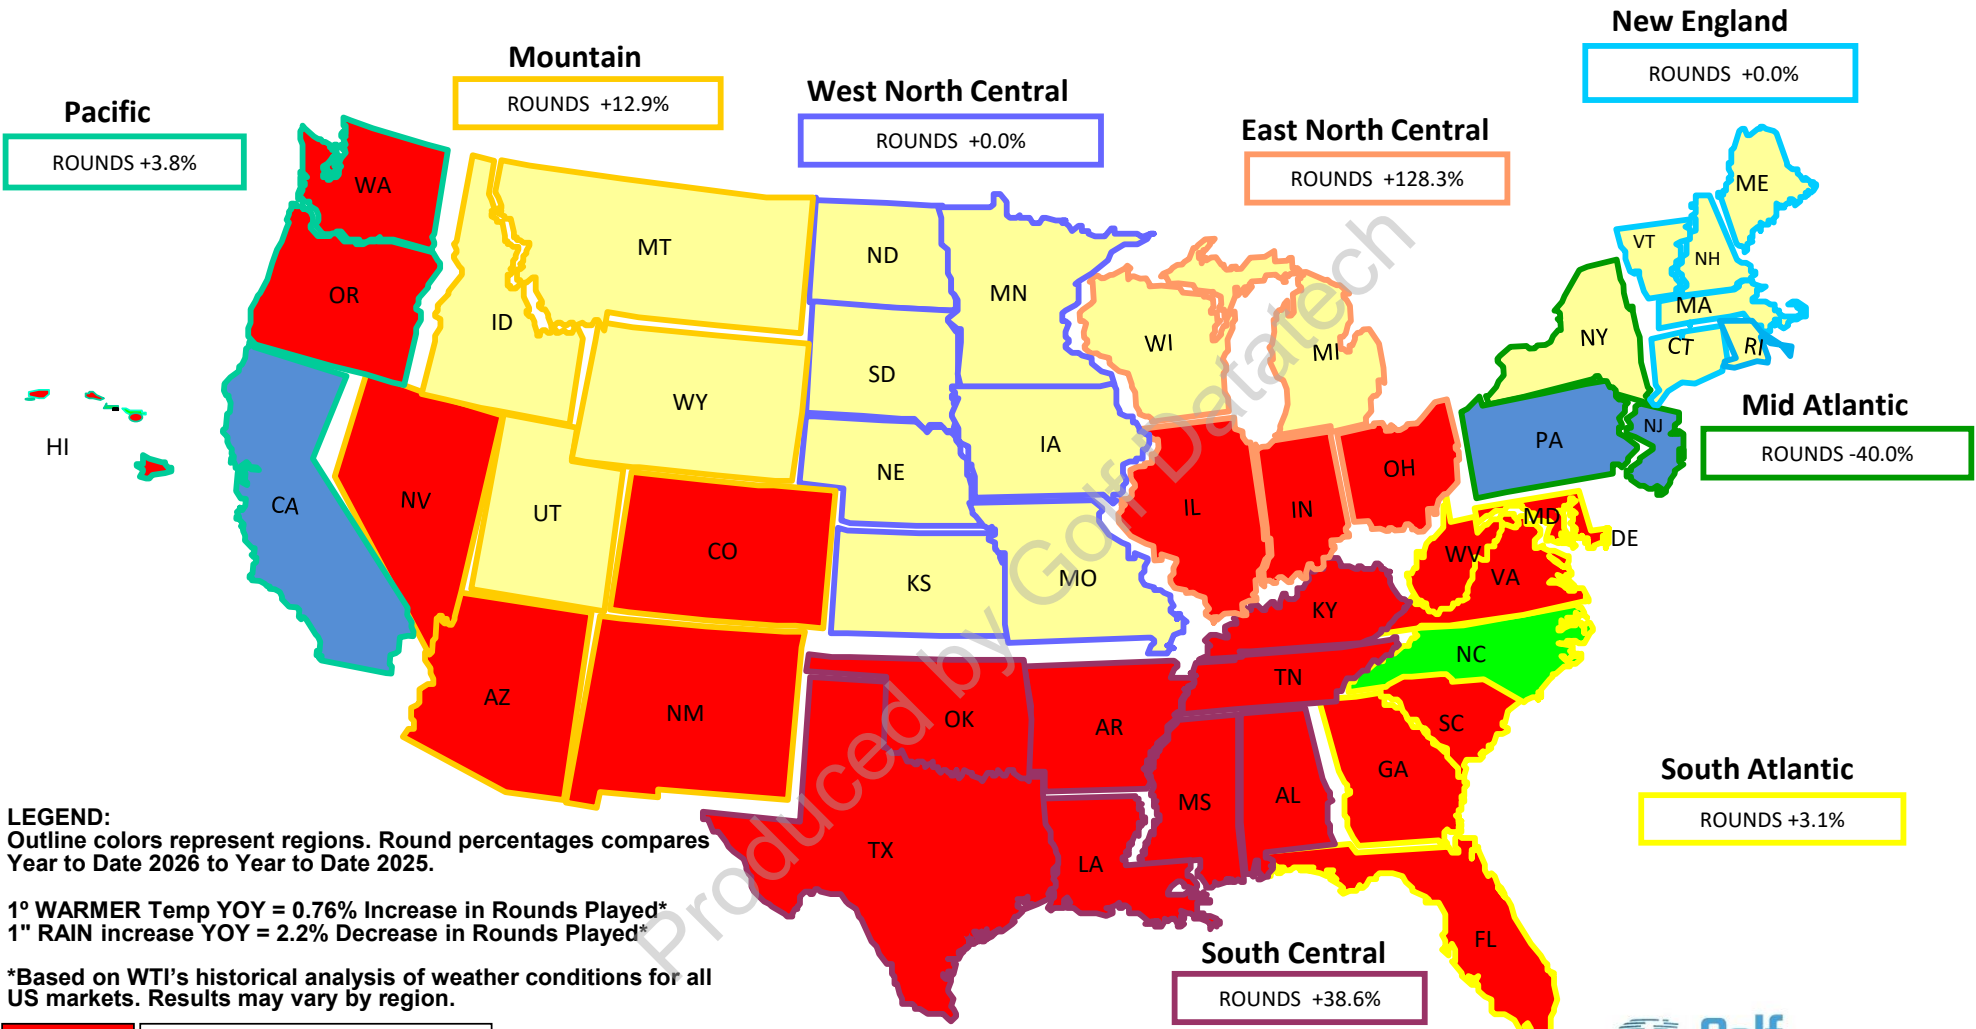 New England
ROUNDS +0.0%
Mountain
ROUNDS +12.9%
West North Central
ROUNDS +0.0%
Pacific
ROUNDS +3.8%
East North Central
ROUNDS +128.3%
WA
OR
CA
HI
NV
ID
MT
WY
UT
CO
AZ
NM
ND
SD
NE
KS
MN
IA
MO
WI
MI
IL
IN
OH
ME
VT
NH
MA
CT
RI
NY
PA
NJ
Mid Atlantic
ROUNDS -40.0%
MD
DE
WV
VA
NC
SC
GA
FL
KY
TN
OK
AR
TX
LA
MS
AL
South Atlantic
ROUNDS +3.1%
South Central
ROUNDS +38.6%
LEGEND:
Outline colors represent regions. Round percentages compares
Year to Date 2026 to Year to Date 2025.
1º WARMER Temp YOY = 0.76% Increase in Rounds Played*
1" RAIN increase YOY = 2.2% Decrease in Rounds Played*
*Based on WTI's historical analysis of weather conditions for all
US markets. Results may vary by region.
Produced by Golf Datatech
Golf